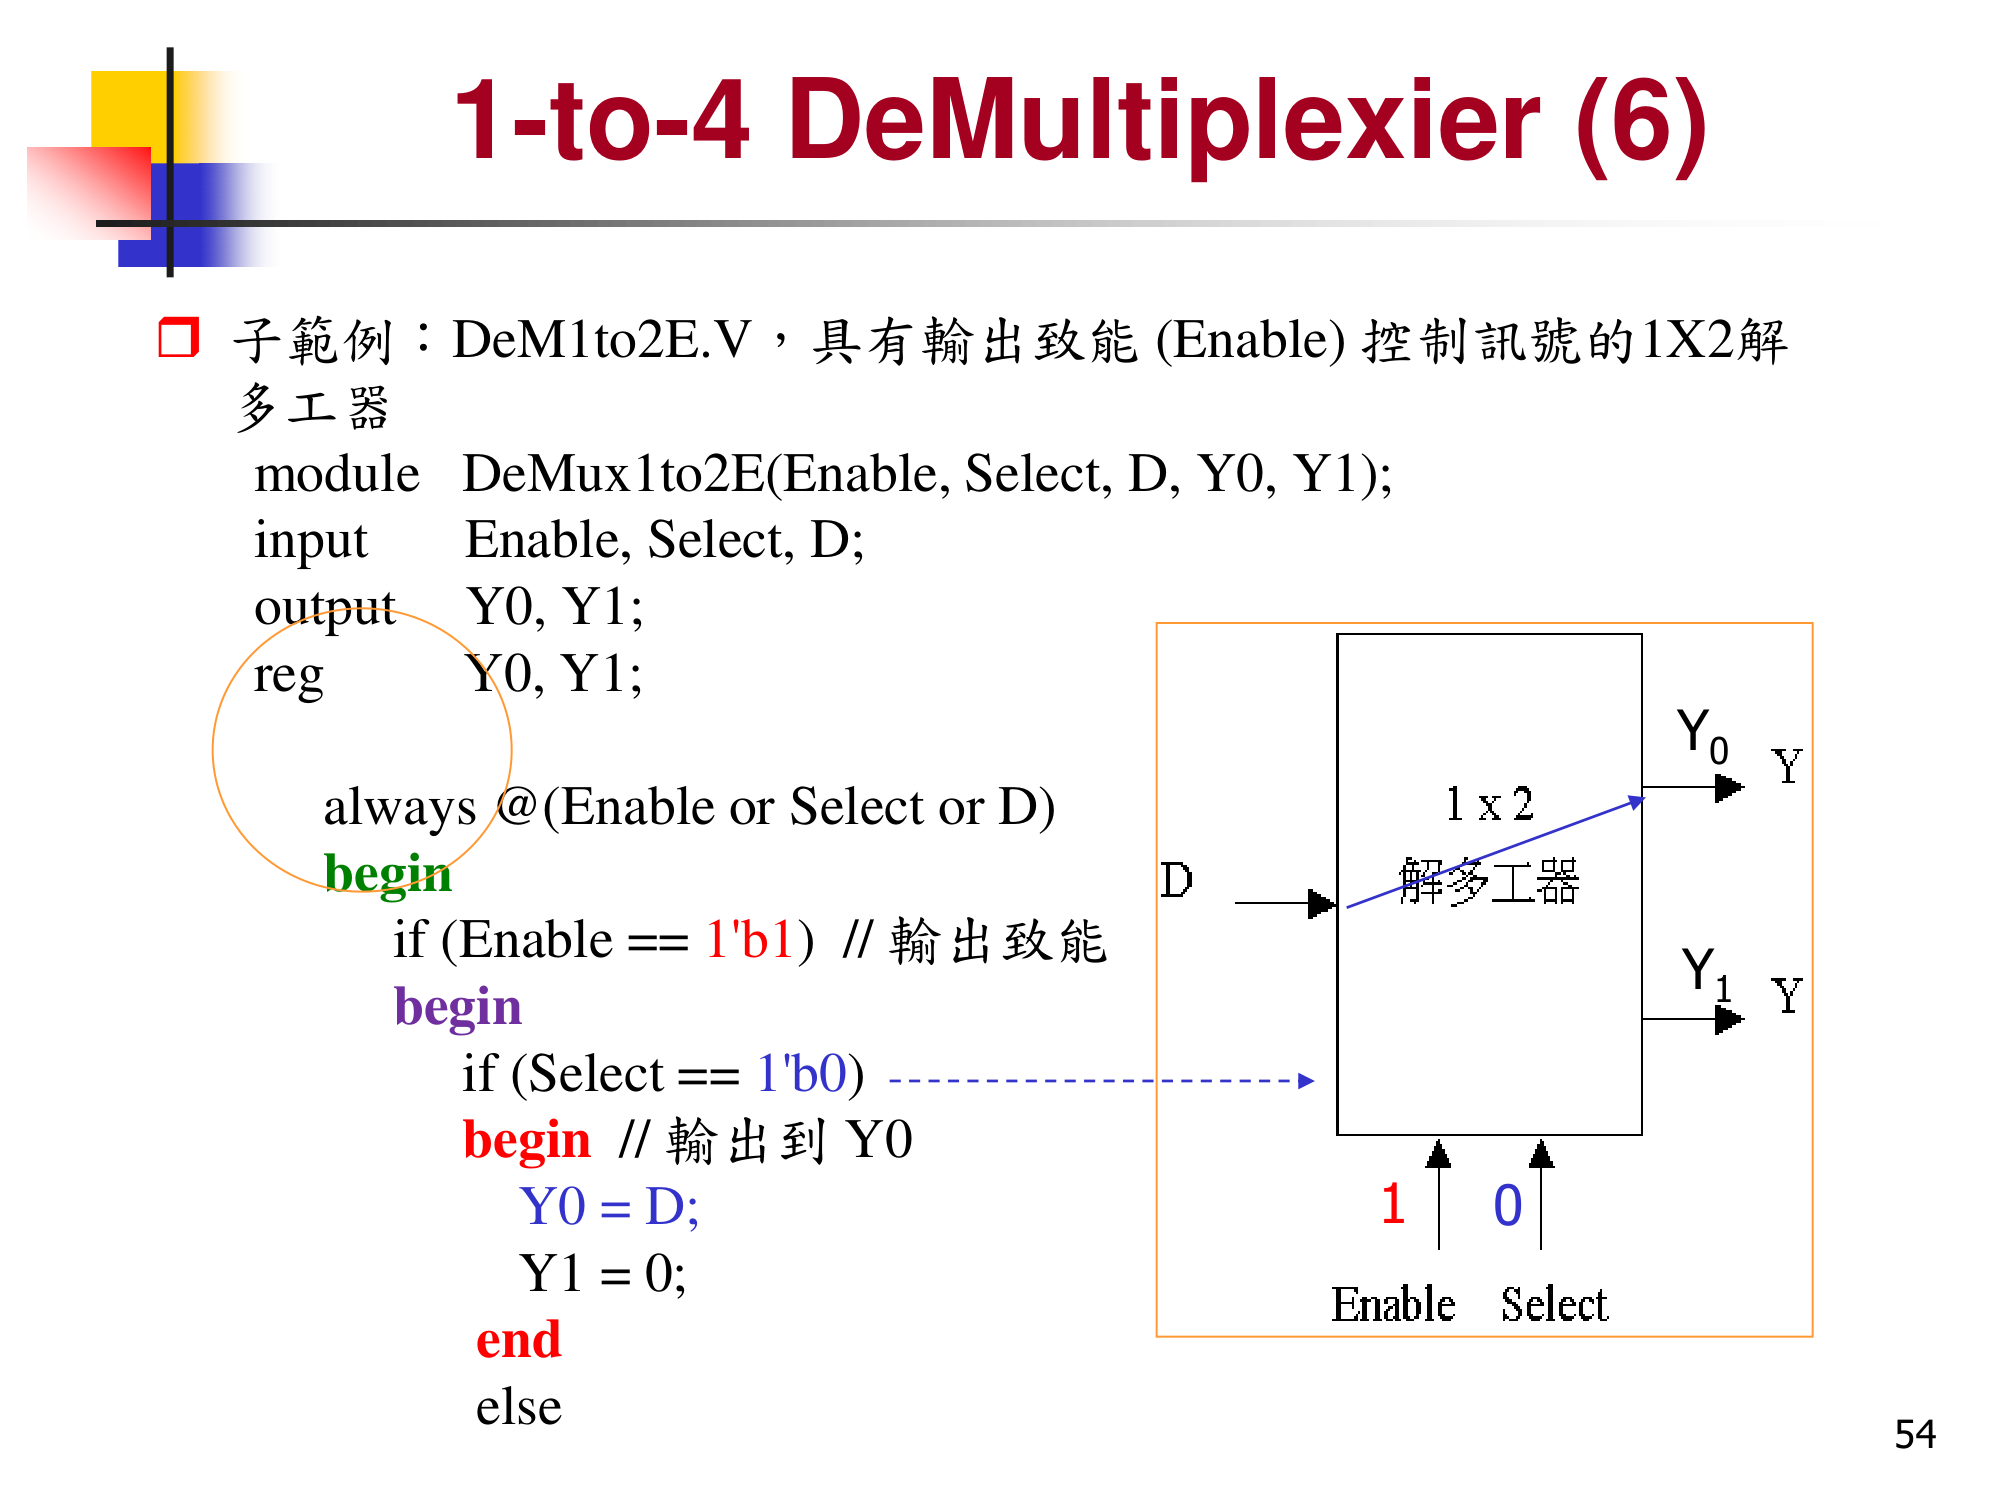 1-to-4 DeMultiplexier (6)
子範例：DeM1to2E.V，具有輸出致能 (Enable) 控制訊號的1X2解
多工器
module DeMux1to2E(Enable, Select, D, Y0, Y1);
input Enable, Select, D;
output Y0, Y1;
reg Y0, Y1;
always @(Enable or Select or D)
begin
if (Enable == 1'b1) // 輸出致能
begin
if (Select == 1'b0)
begin // 輸出到 Y0
Y0 = D;
Y1 = 0;
end
else
Y0 Y
1 x 2
D 解多工器
Y1 Y
1 0
Enable Select
54